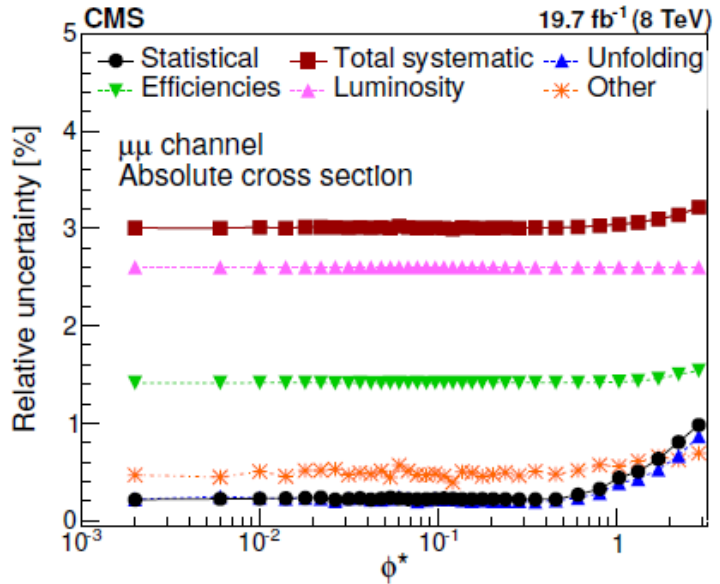 CMS 19.7 fb⁻¹ (8 TeV)
Statistical Total systematic Unfolding
Efficiencies Luminosity Other
μμ channel
Absolute cross section
Relative uncertainty [%]
5
4
3
2
1
0
10⁻³ 10⁻² 10⁻¹ 1
ϕ*